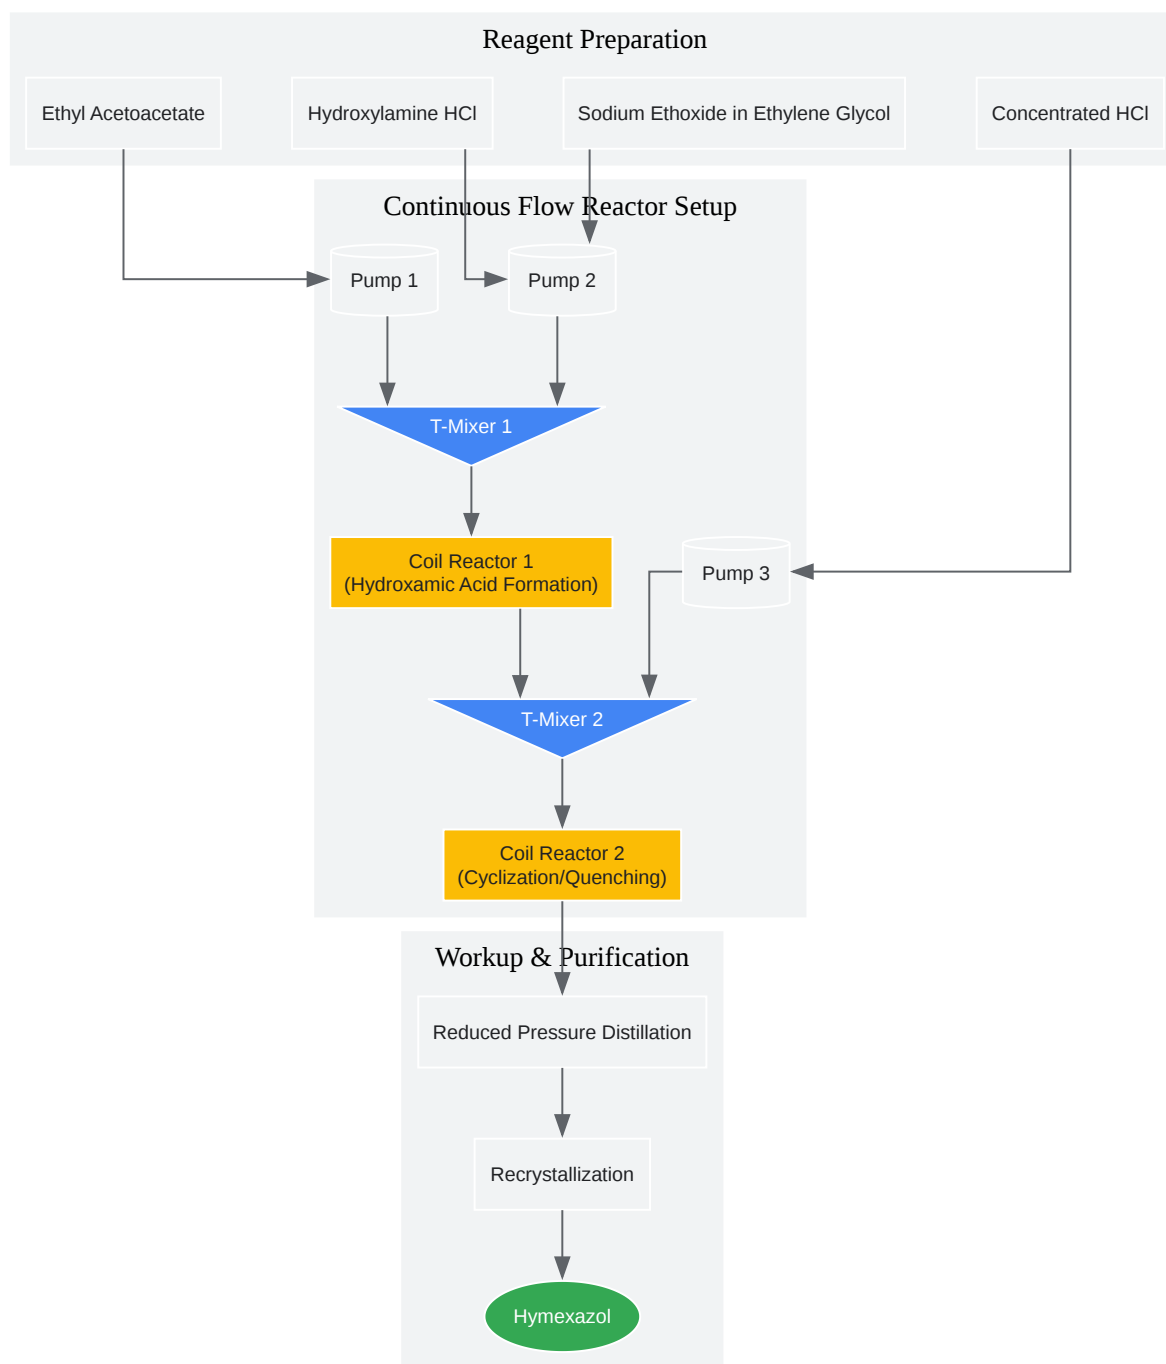 Reagent Preparation
Ethyl Acetoacetate
Hydroxylamine HCl
Sodium Ethoxide in Ethylene Glycol
Concentrated HCl
Continuous Flow Reactor Setup
Pump 1
Pump 2
T-Mixer 1
Coil Reactor 1
(Hydroxamic Acid Formation)
Pump 3
T-Mixer 2
Coil Reactor 2
(Cyclization/Quenching)
Workup & Purification
Reduced Pressure Distillation
Recrystallization
Hymexazol